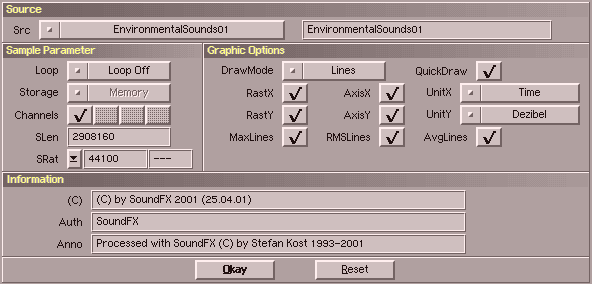 Source
Src EnvironmentalSounds01 EnvironmentalSounds01
Sample Parameter Graphic Options
Loop Loop Off DrawMode Lines QuickDraw
Storage Memory RastX AxisX UnitX Time
Channels RastY AxisY UnitY Dezibel
SLen 2908160 MaxLines RMSLines AvgLines
SRat 44100 ---
Information
(C) (C) by SoundFX 2001 (25.04.01)
Auth SoundFX
Anno Processed with SoundFX (C) by Stefan Kost 1993-2001
Okay Reset